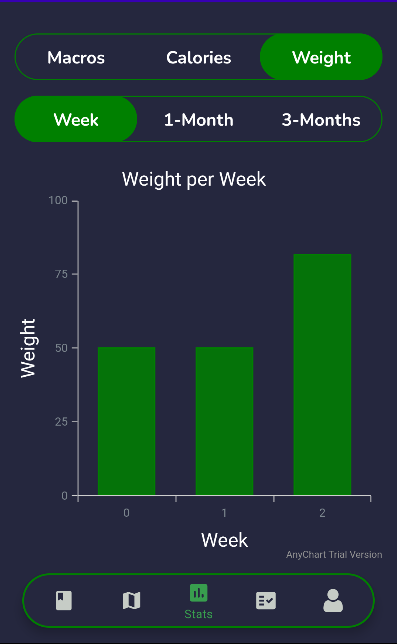 Macros Calories Weight
Week 1-Month 3-Months
Weight per Week
100
75
50
25
0
Weight
0 1 2
Week
AnyChart Trial Version
Stats